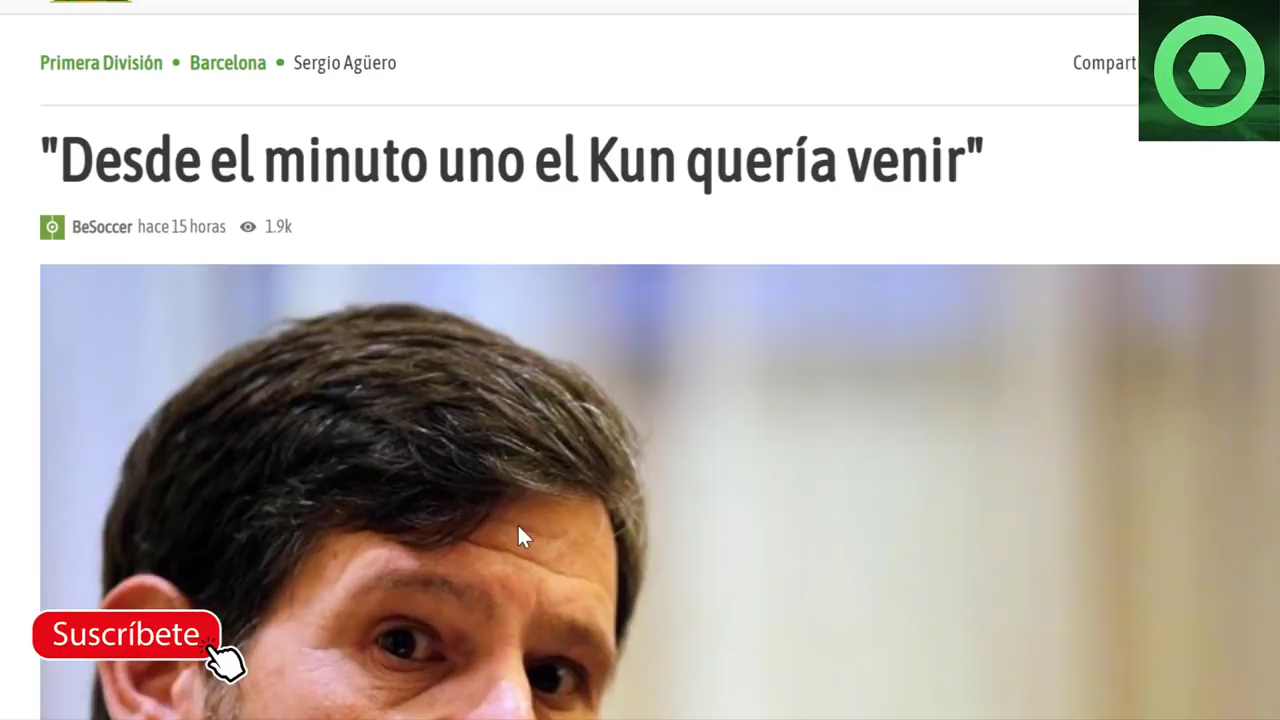 Primera División • Barcelona • Sergio Agüero
Compart
"Desde el minuto uno el Kun quería venir"
BeSoccer hace 15 horas 1.9k
Suscríbete